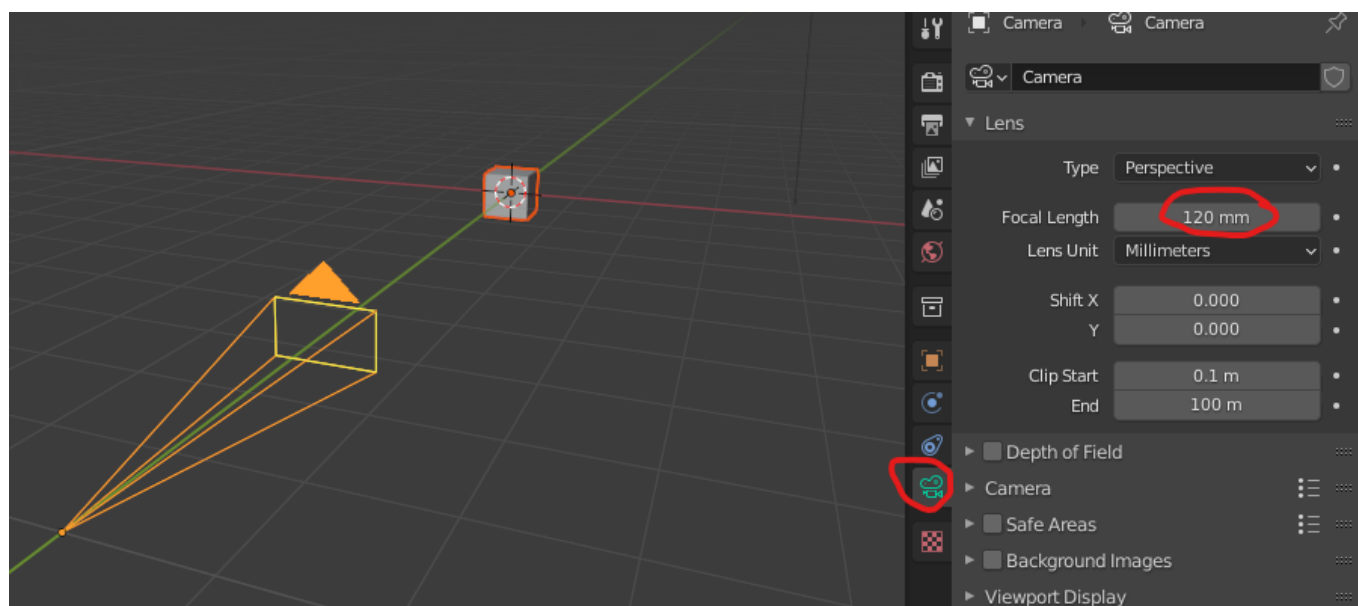 Camera Camera
Camera
Lens
Type Perspective
Focal Length 120 mm
Lens Unit Millimeters
Shift X 0.000
Y 0.000
Clip Start 0.1 m
End 100 m
Depth of Field
Camera
Safe Areas
Background Images
Viewport Display